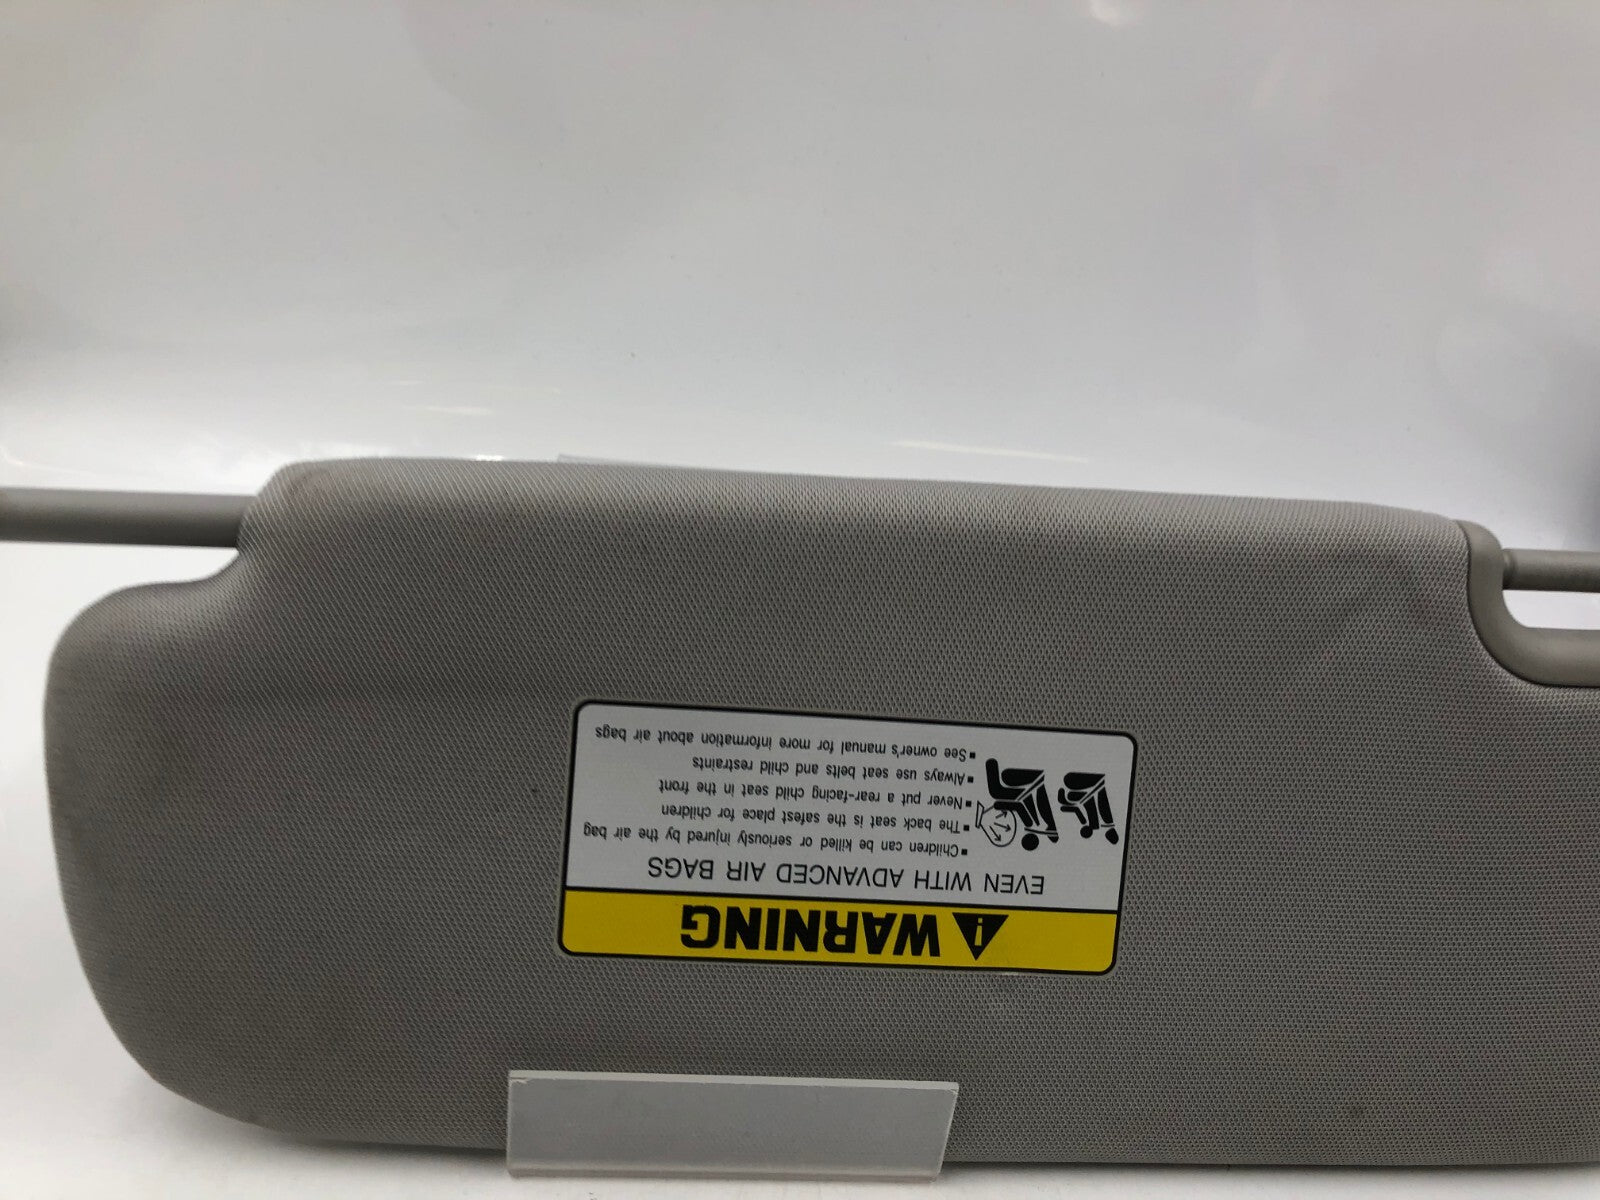 WARNING
EVEN WITH ADVANCED AIR BAGS
▪ Children can be killed or seriously injured by the air bag
▪ The back seat is the safest place for children
▪ Never put a rear-facing child seat in the front
▪ Always use seat belts and child restraints
▪ See owner's manual for more information about air bags